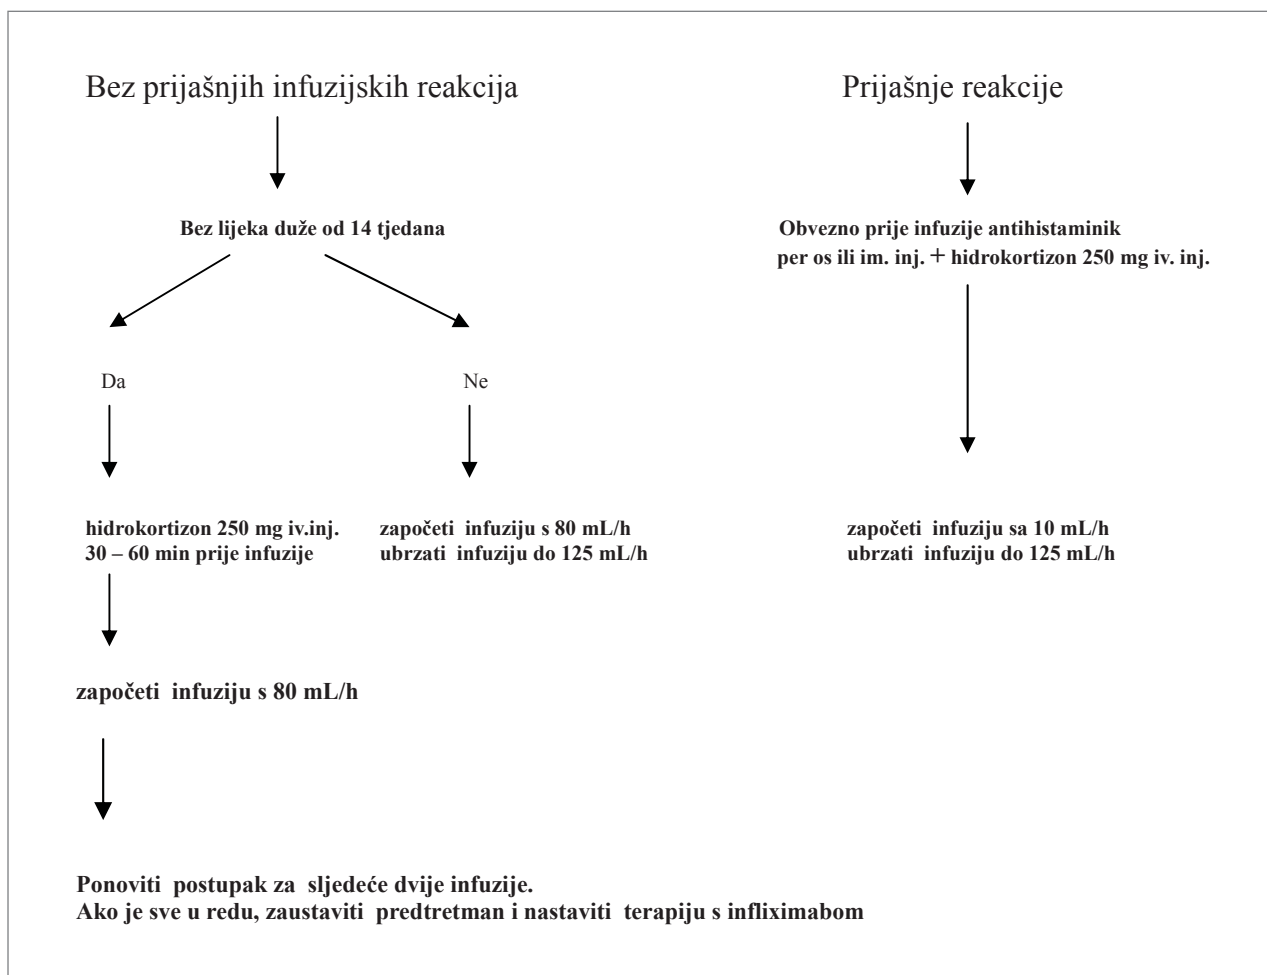 Bez prijašnjih infuzijskih reakcija
Prijašnje reakcije
Bez lijeka duže od 14 tjedana
Obvezno prije infuzije antihistaminik
per os ili im. inj. + hidrokortizon 250 mg iv. inj.
Da
Ne
hidrokortizon 250 mg iv.inj.
30 – 60 min prije infuzije
započeti infuziju s 80 mL/h
ubrzati infuziju do 125 mL/h
započeti infuziju sa 10 mL/h
ubrzati infuziju do 125 mL/h
započeti infuziju s 80 mL/h
Ponoviti postupak za sljedeće dvije infuzije.
Ako je sve u redu, zaustaviti predtretman i nastaviti terapiju s infliximabom